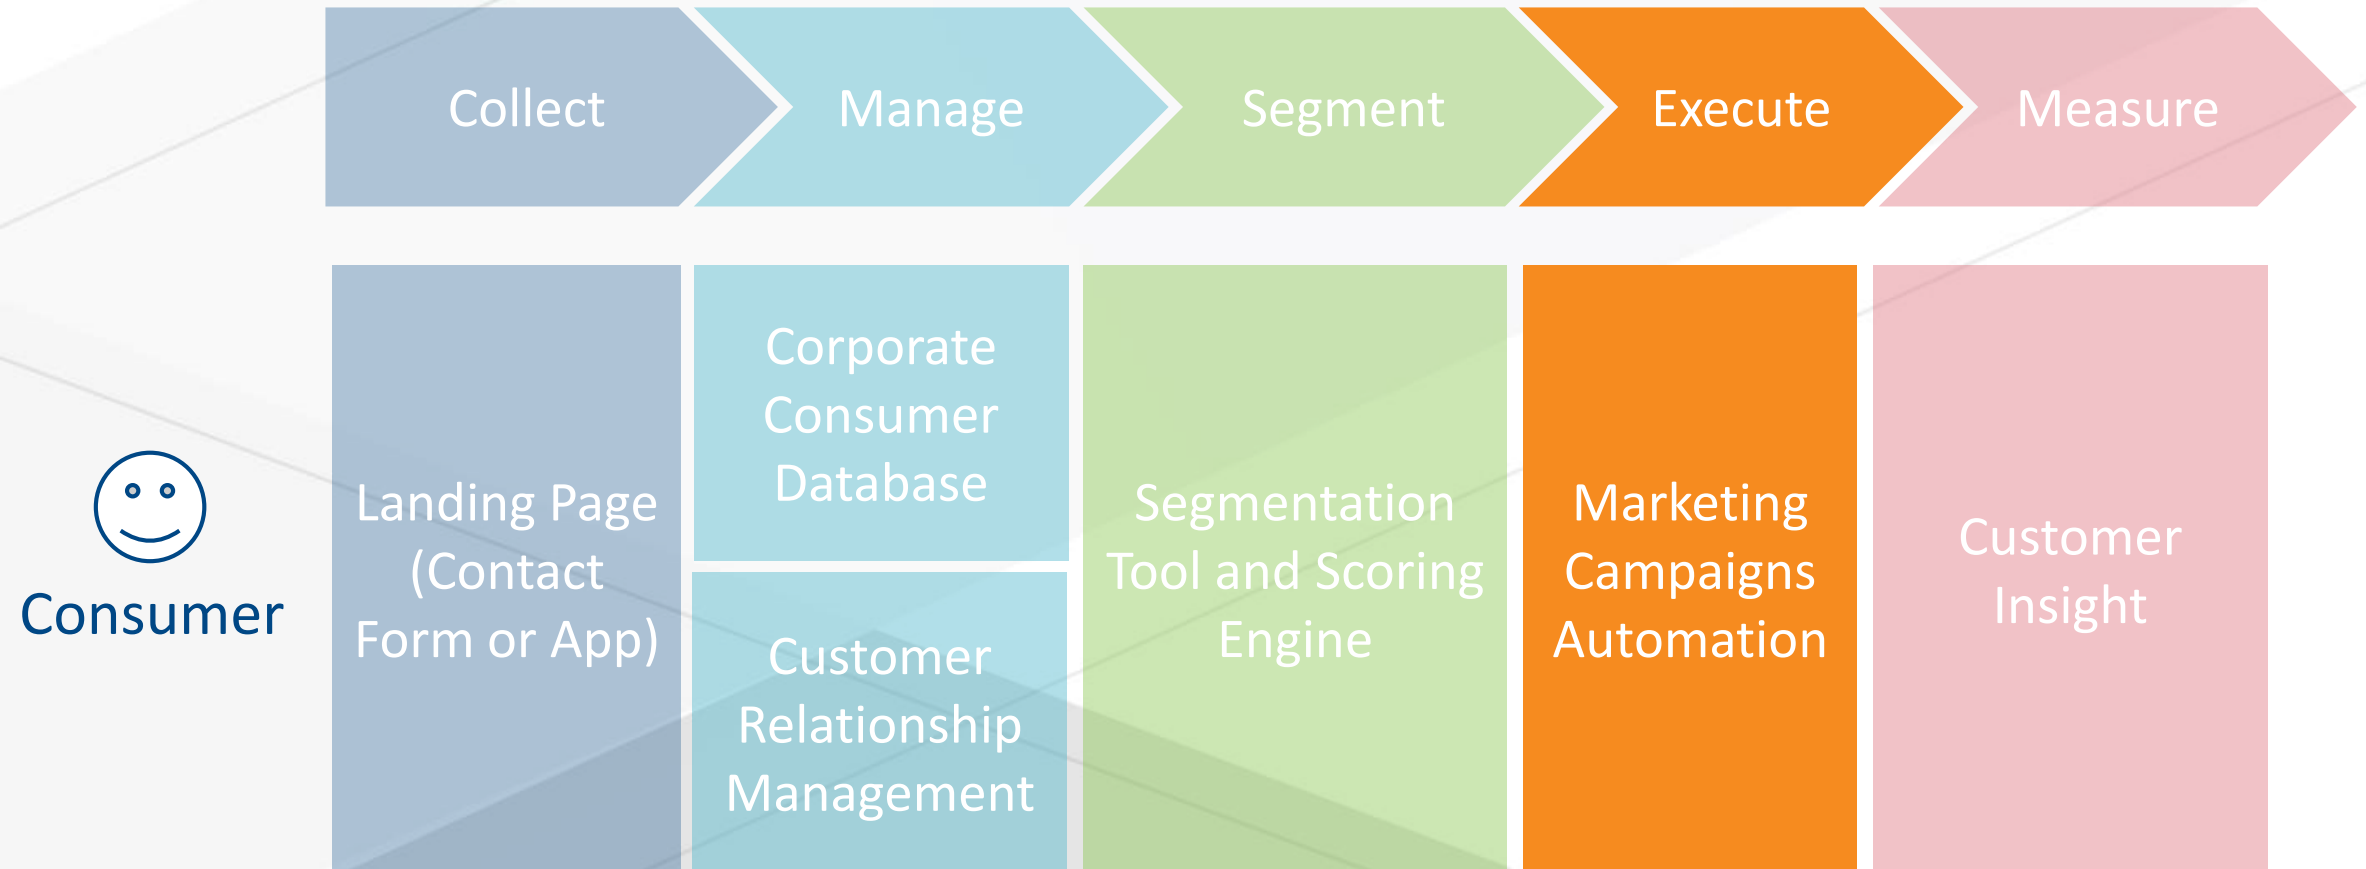 Collect
Manage
Segment
Execute
Measure
Consumer
Landing Page
(Contact
Form or App)
Corporate
Consumer
Database
Customer
Relationship
Management
Segmentation
Tool and Scoring
Engine
Marketing
Campaigns
Automation
Customer
Insight